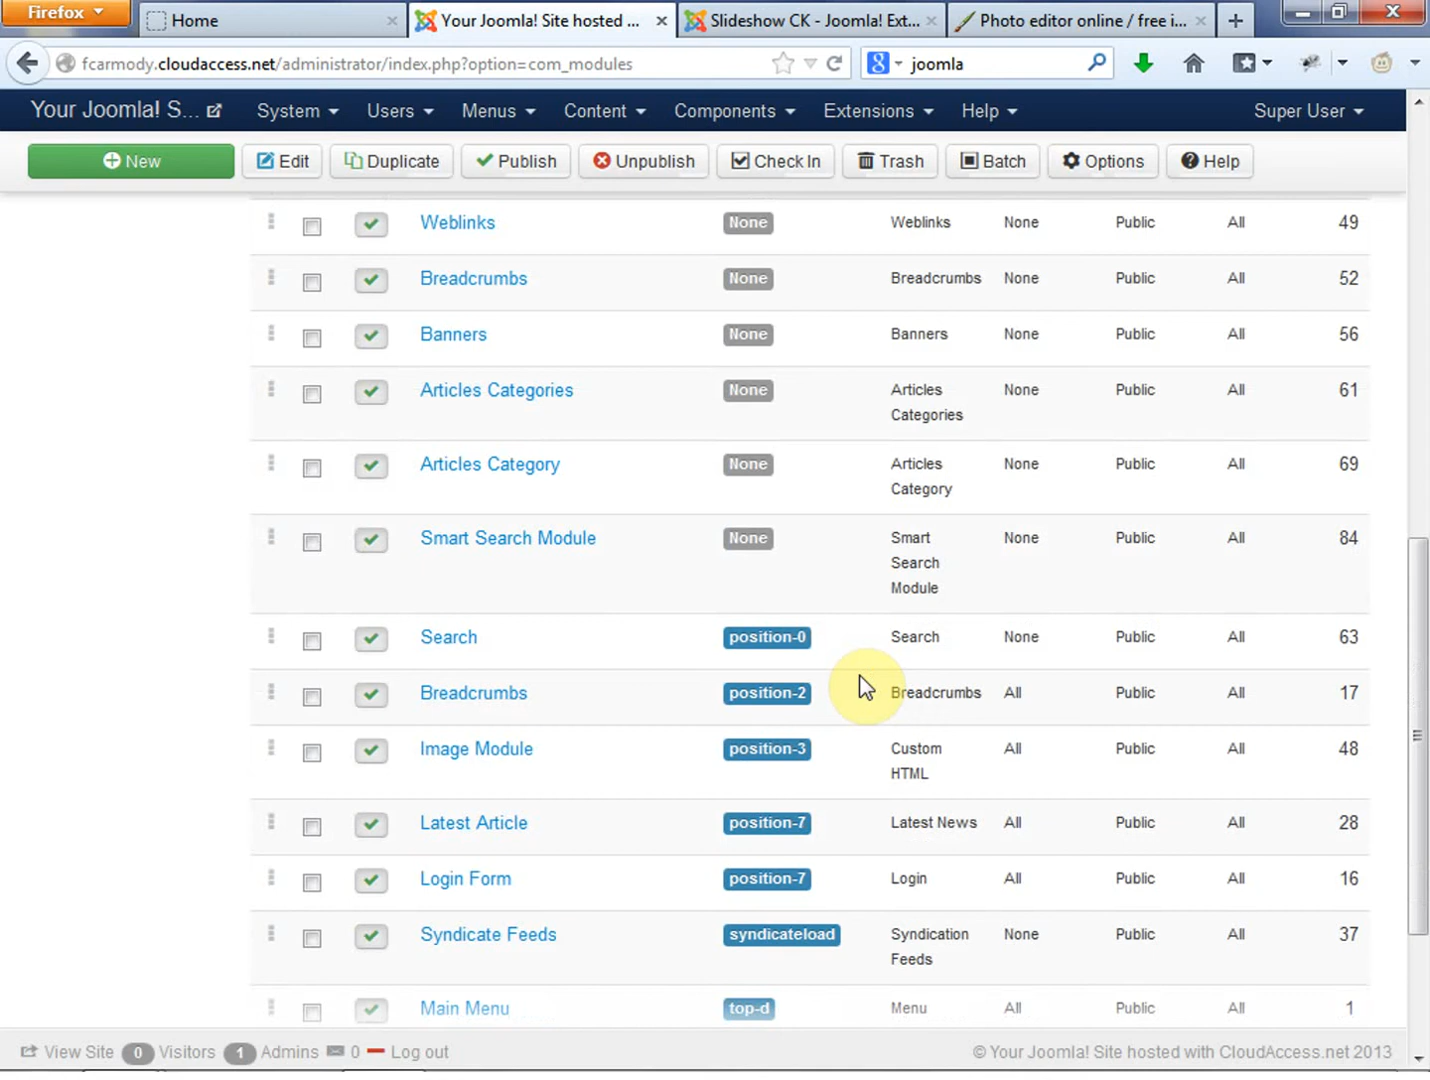 Firefox
Home
Your Joomla! Site hosted ...
Slideshow CK - Joomla! Ext...
Photo editor online / free i...
fcarmody.cloudaccess.net/administrator/index.php?option=com_modules
joomla
Your Joomla! S... System Users Menus Content Components Extensions Help Super User
New Edit Duplicate Publish Unpublish Check In Trash Batch Options Help
Weblinks None Weblinks None Public All 49
Breadcrumbs None Breadcrumbs None Public All 52
Banners None Banners None Public All 56
Articles Categories None Articles None Public All 61
Categories
Articles Category None Articles None Public All 69
Category
Smart Search Module None Smart None Public All 84
Search
Module
Search position-0 Search None Public All 63
Breadcrumbs position-2 Breadcrumbs All Public All 17
Image Module position-3 Custom All Public All 48
HTML
Latest Article position-7 Latest News All Public All 28
Login Form position-7 Login All Public All 16
Syndicate Feeds syndicateload Syndication None Public All 37
Feeds
Main Menu top-d Menu All Public All 1
View Site 0 Visitors 1 Admins 0 Log out © Your Joomla! Site hosted with CloudAccess.net 2013